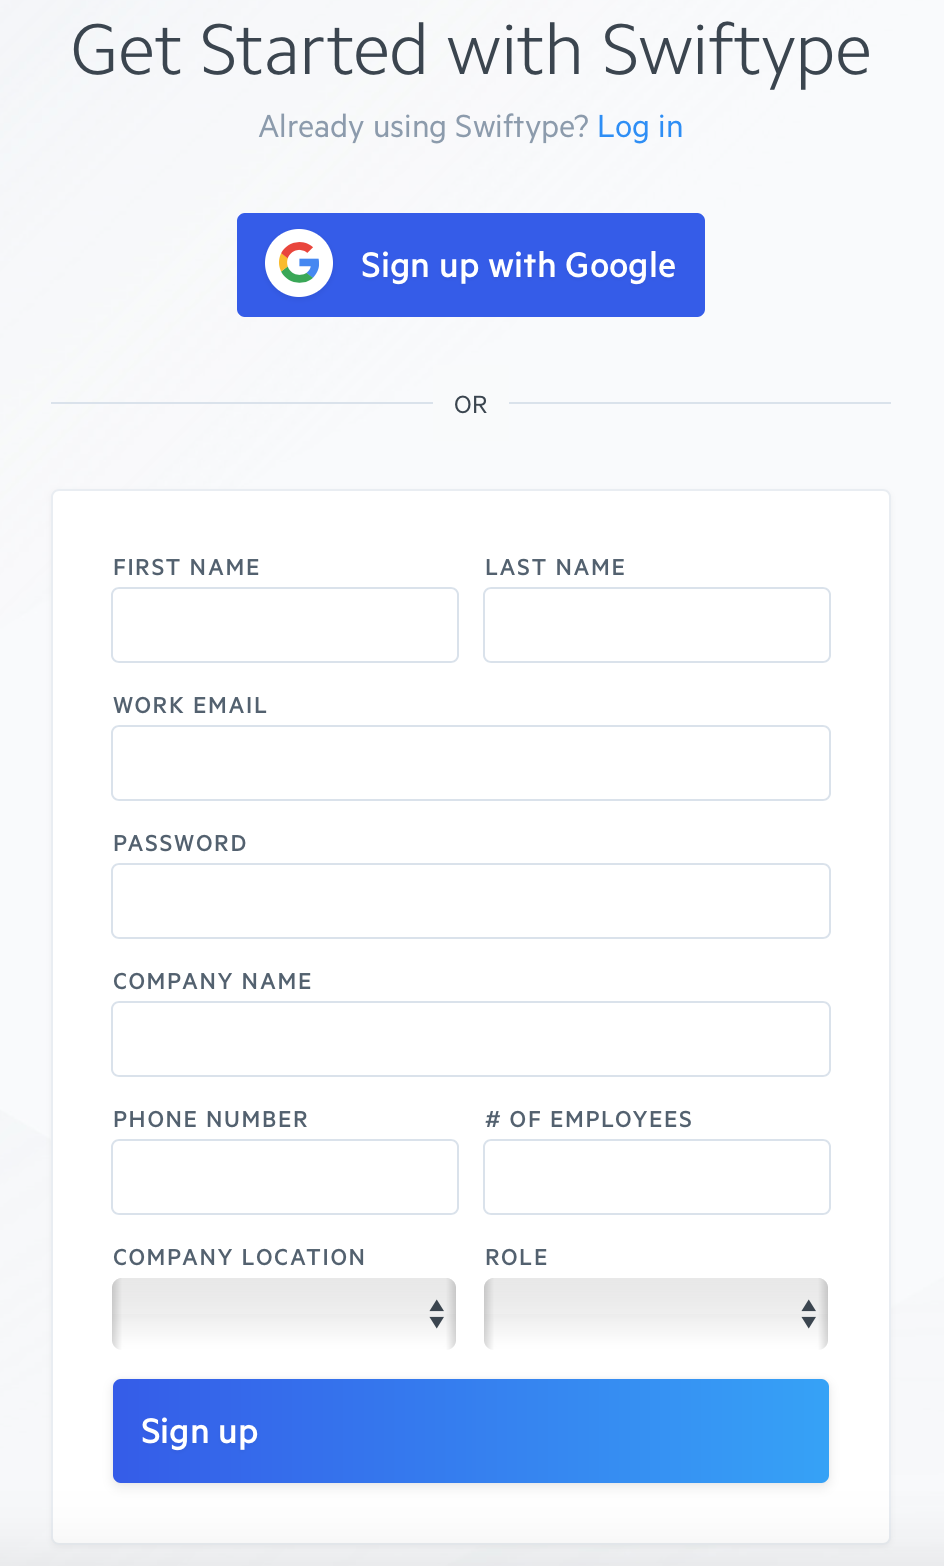 Get Started with Swiftype
Already using Swiftype? Log in
Sign up with Google
OR
FIRST NAME LAST NAME
WORK EMAIL
PASSWORD
COMPANY NAME
PHONE NUMBER # OF EMPLOYEES
COMPANY LOCATION ROLE
Sign up